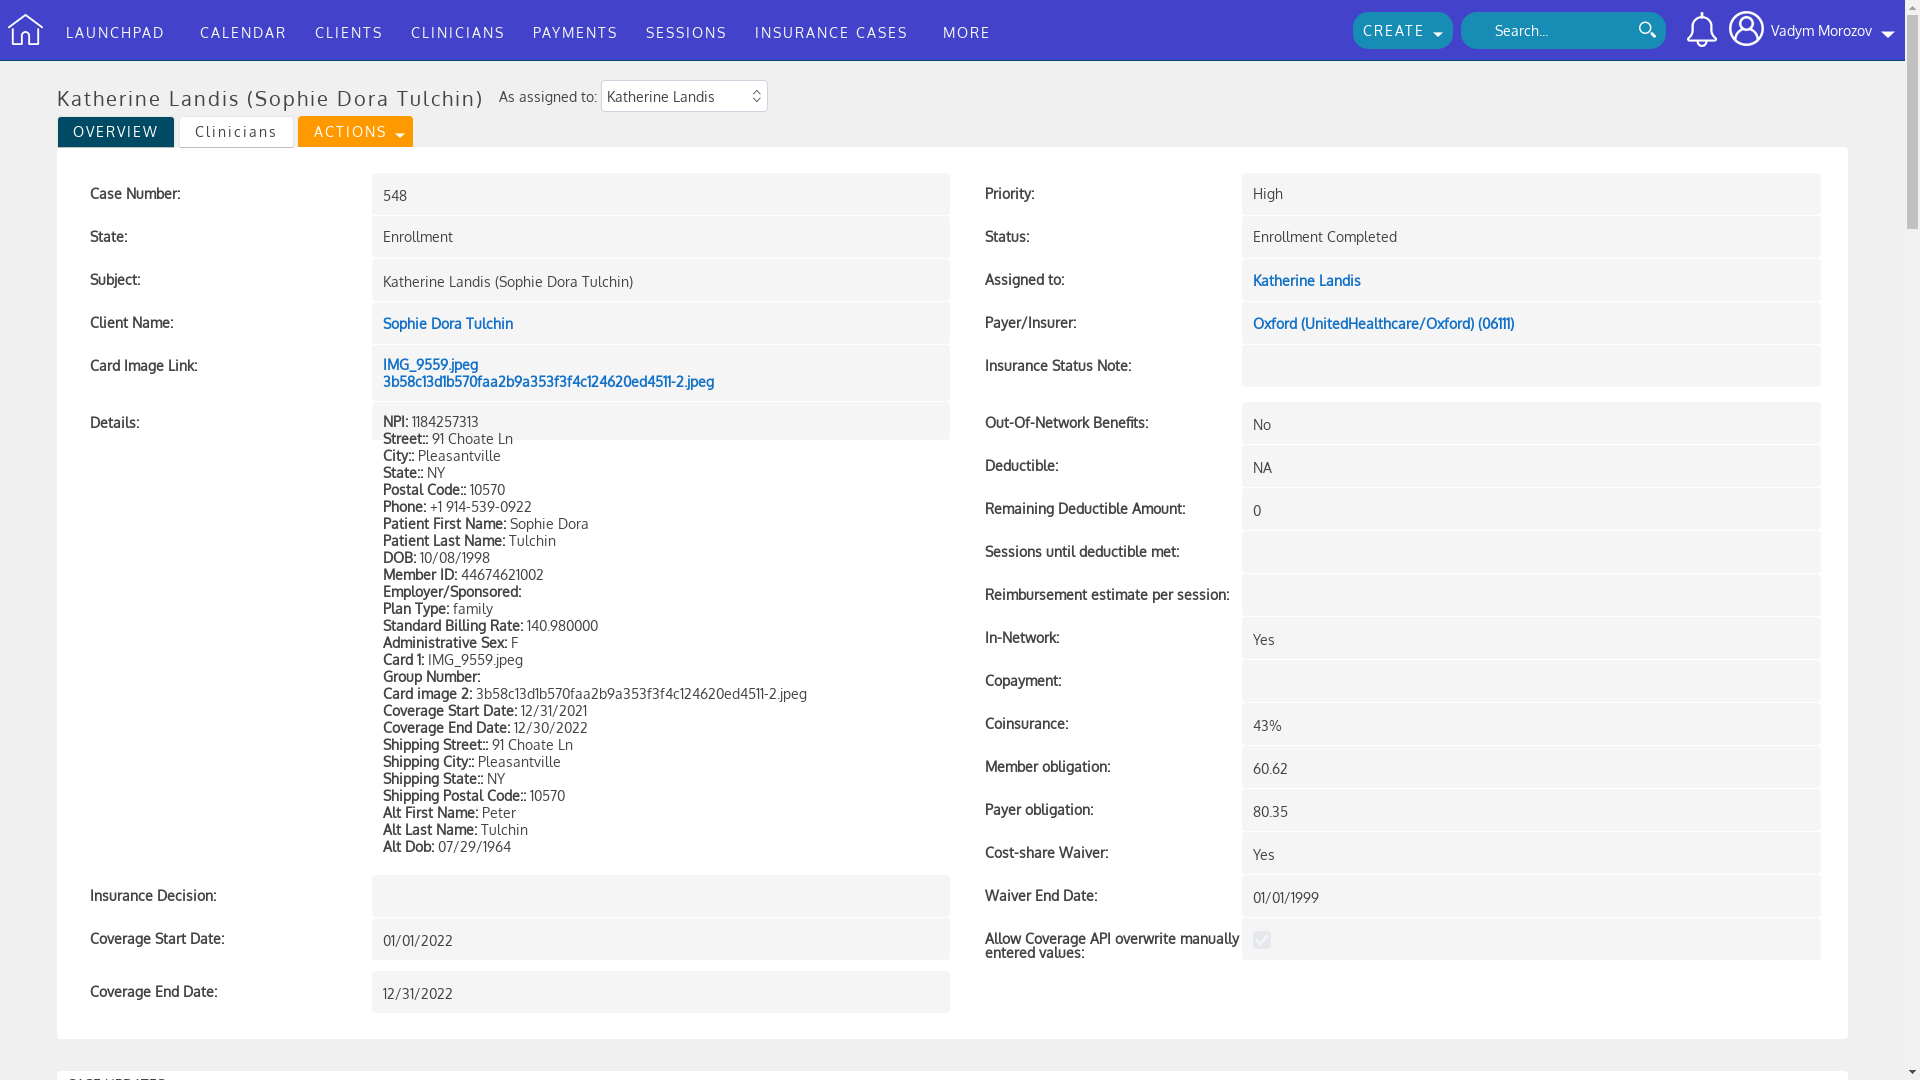 LAUNCHPAD CALENDAR CLIENTS CLINICIANS PAYMENTS SESSIONS INSURANCE CASES MORE CREATE Search... Vadym Morozov
Katherine Landis (Sophie Dora Tulchin) As assigned to: Katherine Landis
OVERVIEW Clinicians ACTIONS
Case Number: 548
Priority: High
State: Enrollment
Status: Enrollment Completed
Subject: Katherine Landis (Sophie Dora Tulchin)
Assigned to: Katherine Landis
Client Name: Sophie Dora Tulchin
Payer/Insurer: Oxford (UnitedHealthcare/Oxford) (06111)
Card Image Link: IMG_9559.jpeg
3b58c13d1b570faa2b9a353f3f4c124620ed4511-2.jpeg
Insurance Status Note:
Details: NPI: 1184257313
Street:: 91 Choate Ln
City:: Pleasantville
State:: NY
Postal Code:: 10570
Phone: +1 914-539-0922
Patient First Name: Sophie Dora
Patient Last Name: Tulchin
DOB: 10/08/1998
Member ID: 44674621002
Employer/Sponsored:
Plan Type: family
Standard Billing Rate: 140.980000
Administrative Sex: F
Card 1: IMG_9559.jpeg
Group Number:
Card image 2: 3b58c13d1b570faa2b9a353f3f4c124620ed4511-2.jpeg
Coverage Start Date: 12/31/2021
Coverage End Date: 12/30/2022
Shipping Street:: 91 Choate Ln
Shipping City:: Pleasantville
Shipping State:: NY
Shipping Postal Code:: 10570
Alt First Name: Peter
Alt Last Name: Tulchin
Alt Dob: 07/29/1964
Out-Of-Network Benefits: No
Deductible: NA
Remaining Deductible Amount: 0
Sessions until deductible met:
Reimbursement estimate per session:
In-Network: Yes
Copayment:
Coinsurance: 43%
Member obligation: 60.62
Payer obligation: 80.35
Cost-share Waiver: Yes
Insurance Decision:
Waiver End Date: 01/01/1999
Coverage Start Date: 01/01/2022
Allow Coverage API overwrite manually
entered values:
Coverage End Date: 12/31/2022
CASE UPDATES